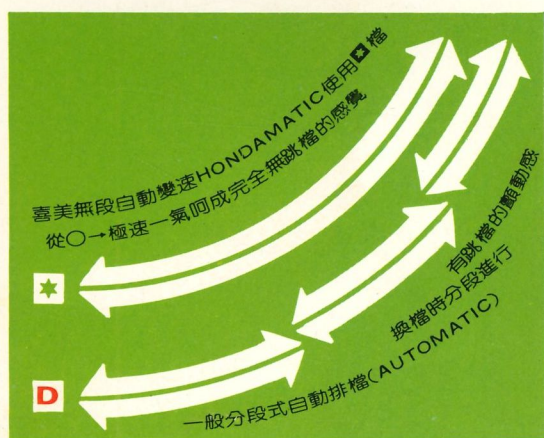 喜美無段自動變速HONDAMATIC使用★檔
從〇→極速一氣呵成完全無跳檔的感覺
★
有跳檔的顫動感
換檔時分段進行
一般分段式自動排檔(AUTOMATIC)
D